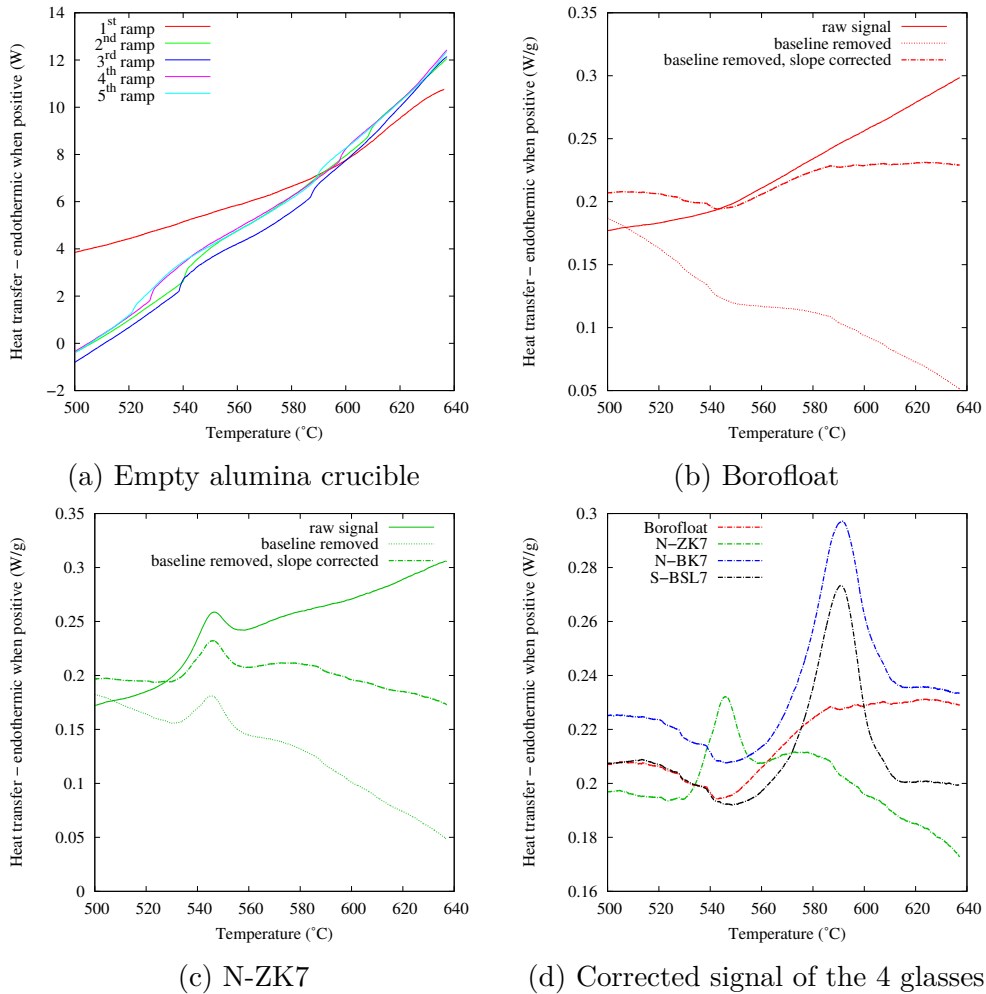 Heat transfer − endothermic when positive (W)
14
12
10
8
6
4
2
0
−2
1st ramp
2nd ramp
3rd ramp
4th ramp
5th ramp
500 520 540 560 580 600 620 640
Temperature (˚C)
(a) Empty alumina crucible
Heat transfer − endothermic when positive (W/g)
0.35
0.3
0.25
0.2
0.15
0.1
0.05
raw signal
baseline removed
baseline removed, slope corrected
500 520 540 560 580 600 620 640
Temperature (˚C)
(b) Borofloat
Heat transfer − endothermic when positive (W/g)
0.35
0.3
0.25
0.2
0.15
0.1
0.05
0
raw signal
baseline removed
baseline removed, slope corrected
500 520 540 560 580 600 620 640
Temperature (˚C)
(c) N-ZK7
Heat transfer − endothermic when positive (W/g)
0.3
0.28
0.26
0.24
0.22
0.2
0.18
0.16
Borofloat
N−ZK7
N−BK7
S−BSL7
500 520 540 560 580 600 620 640
Temperature (˚C)
(d) Corrected signal of the 4 glasses